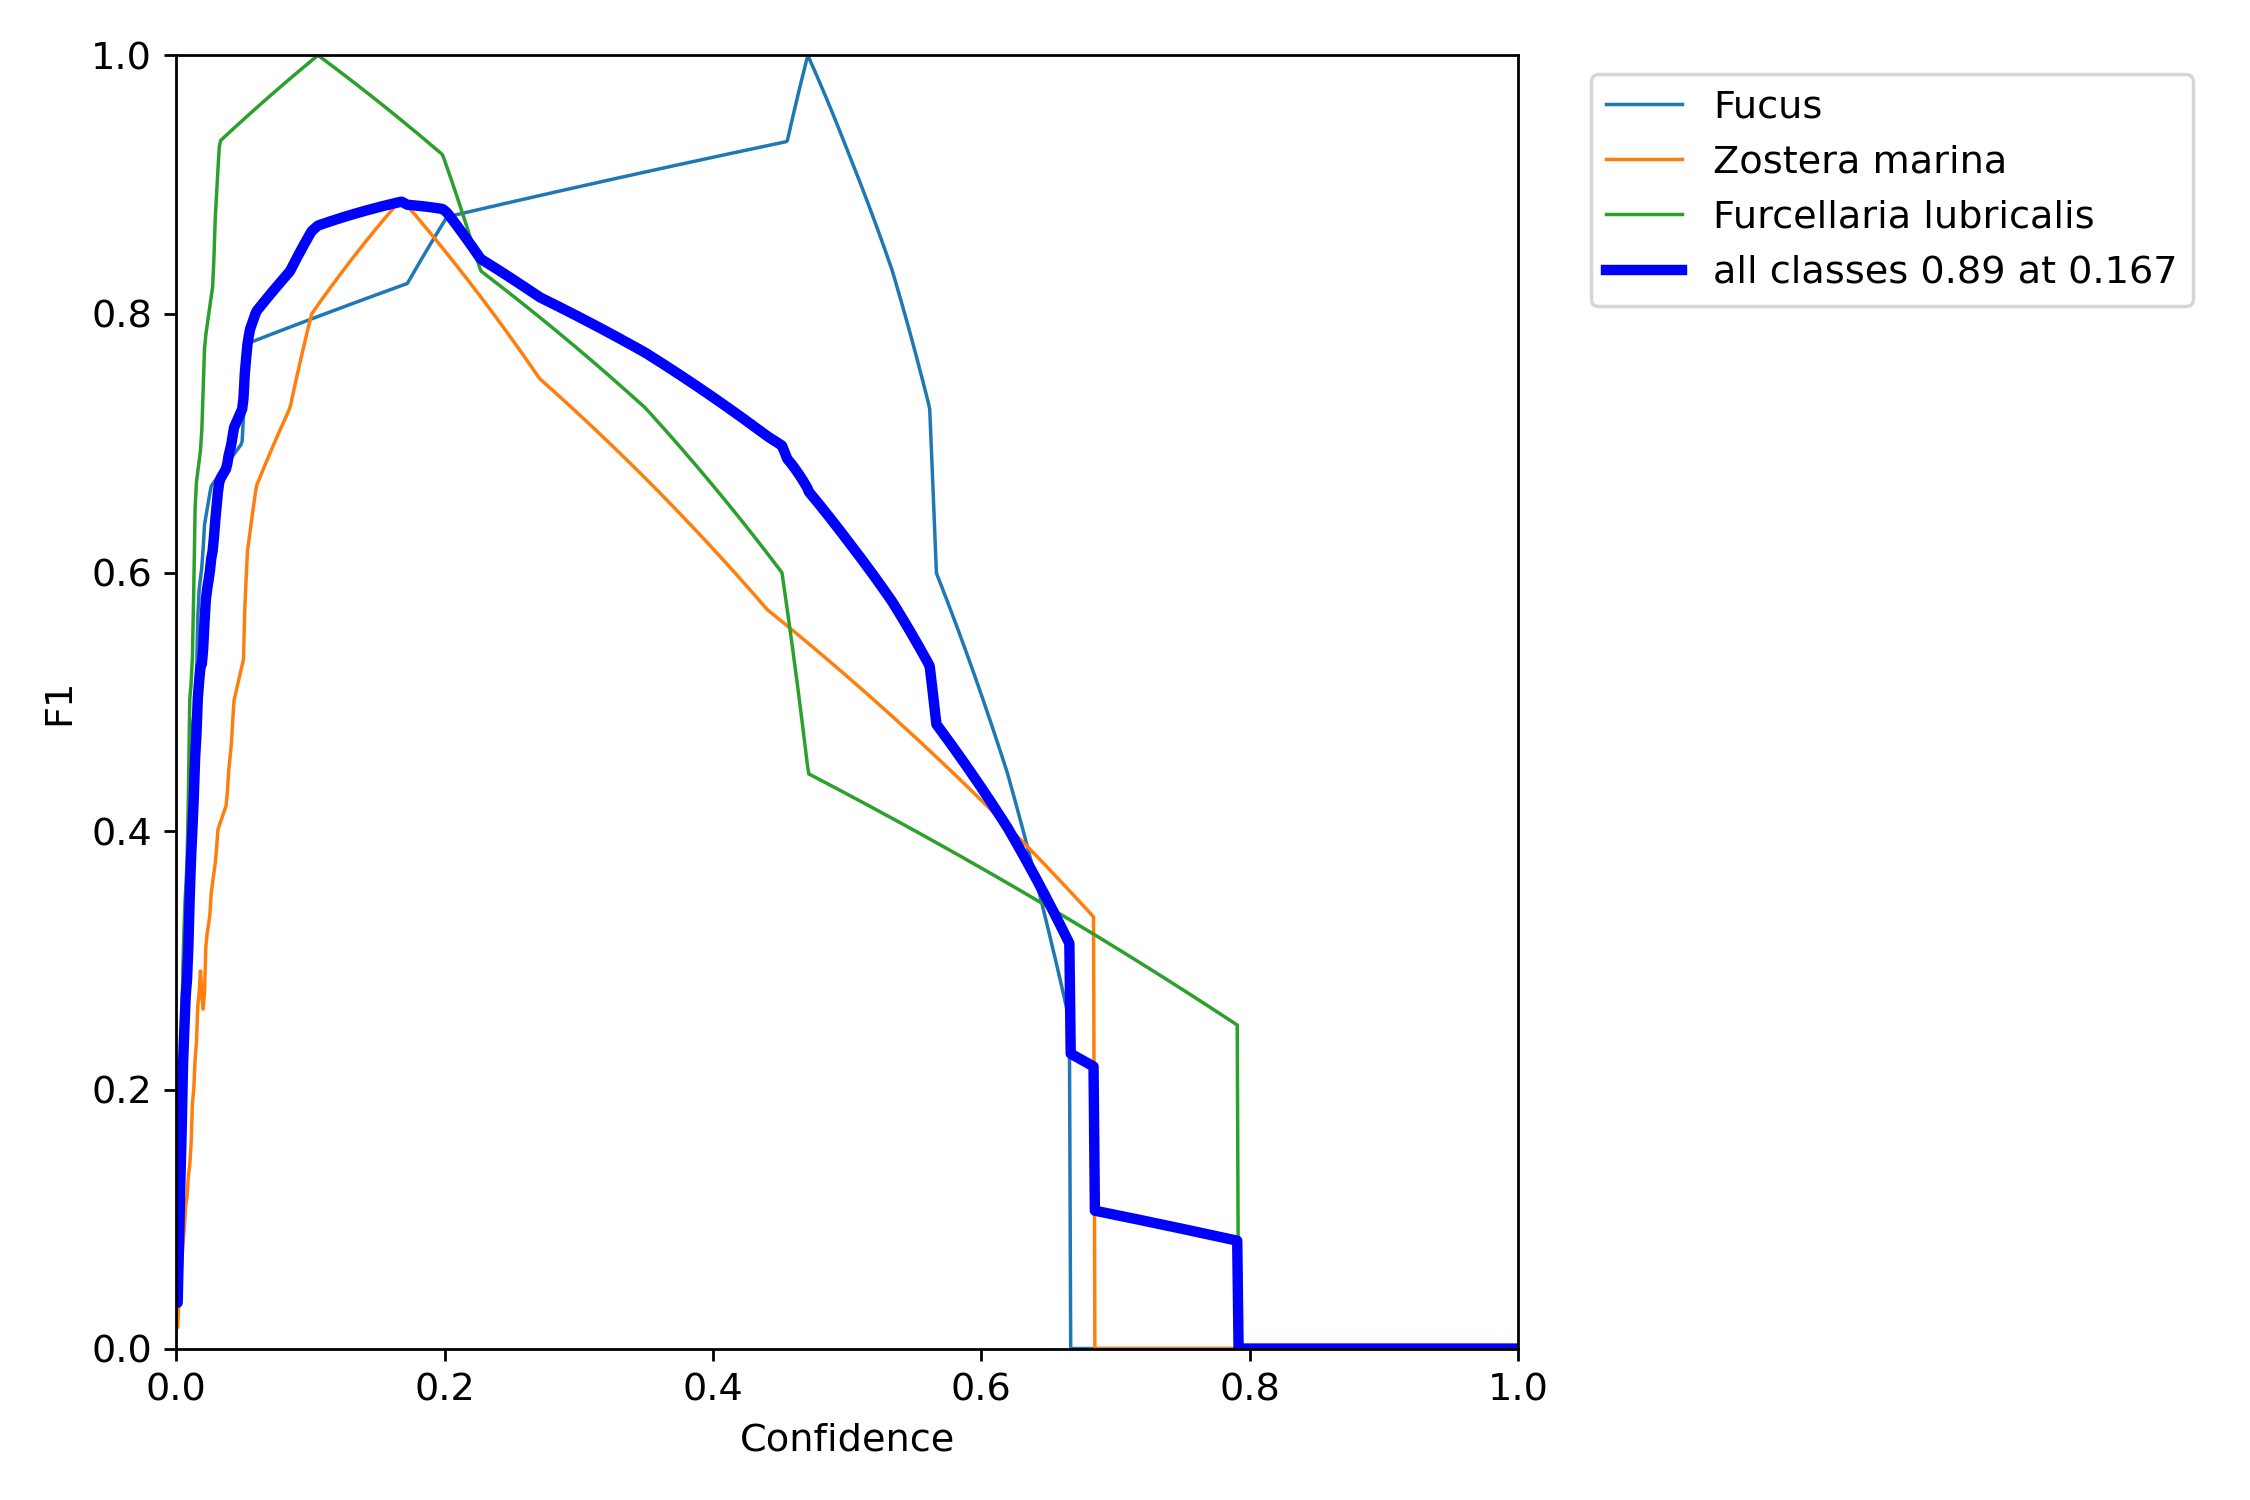 1.0
0.8
0.6
0.4
0.2
0.0
F1
0.0 0.2 0.4 0.6 0.8 1.0
Confidence
Fucus
Zostera marina
Furcellaria lubricalis
all classes 0.89 at 0.167